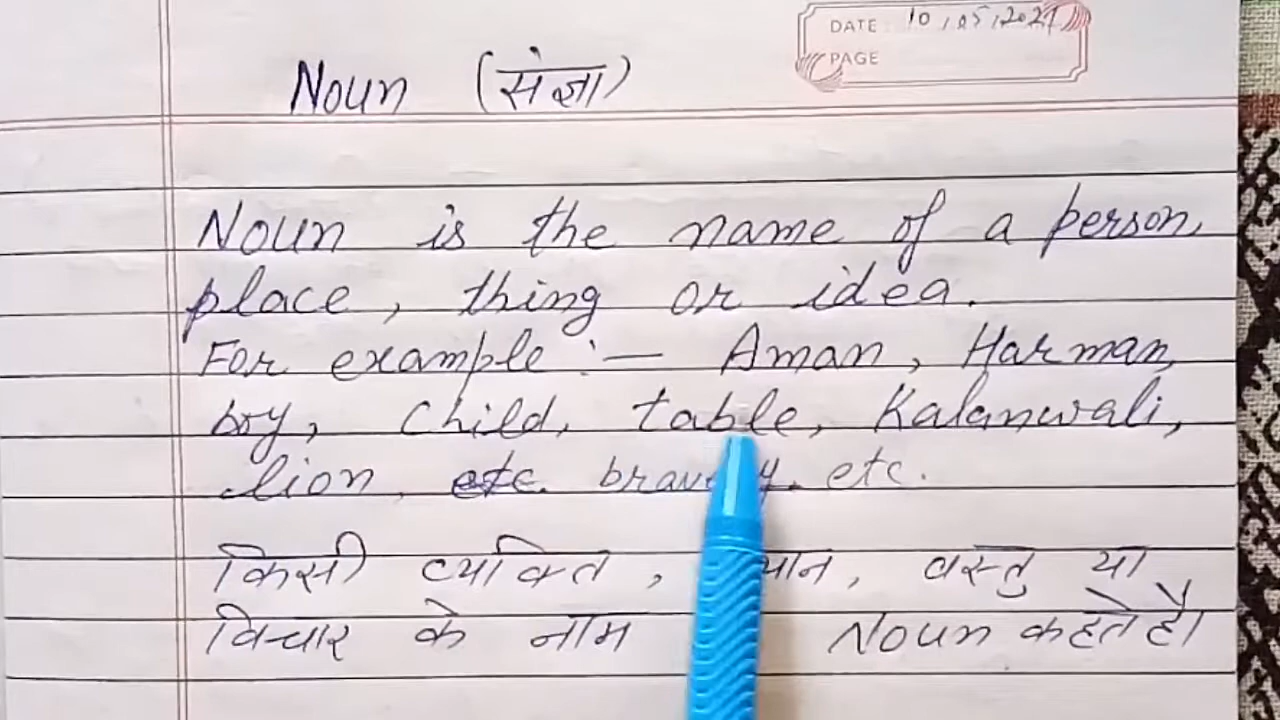 DATE 10.05.2021
PAGE
Noun (संज्ञा)
Noun is the name of a person,
place, thing or idea.
For example :- Aman, Harman,
boy, child, table, Kalanwali,
lion, etc. etc.
किसी व्यक्ति, वस्तु या
विचार के नाम Noun कहते है।